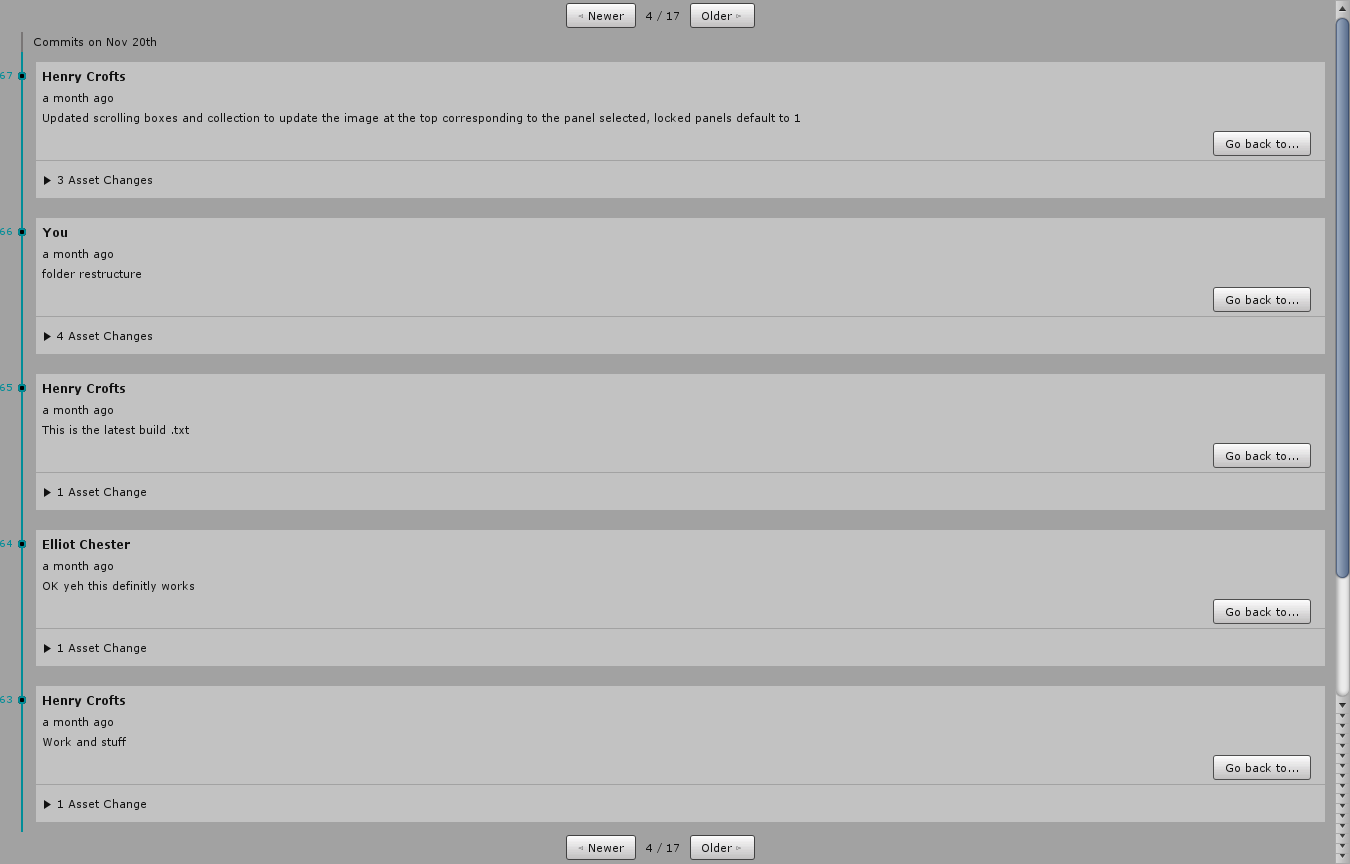 Newer 4 / 17 Older
Commits on Nov 20th
67
Henry Crofts
a month ago
Updated scrolling boxes and collection to update the image at the top corresponding to the panel selected, locked panels default to 1
Go back to...
3 Asset Changes
66
You
a month ago
folder restructure
Go back to...
4 Asset Changes
65
Henry Crofts
a month ago
This is the latest build .txt
Go back to...
1 Asset Change
64
Elliot Chester
a month ago
OK yeh this definitly works
Go back to...
1 Asset Change
63
Henry Crofts
a month ago
Work and stuff
Go back to...
1 Asset Change
Newer 4 / 17 Older